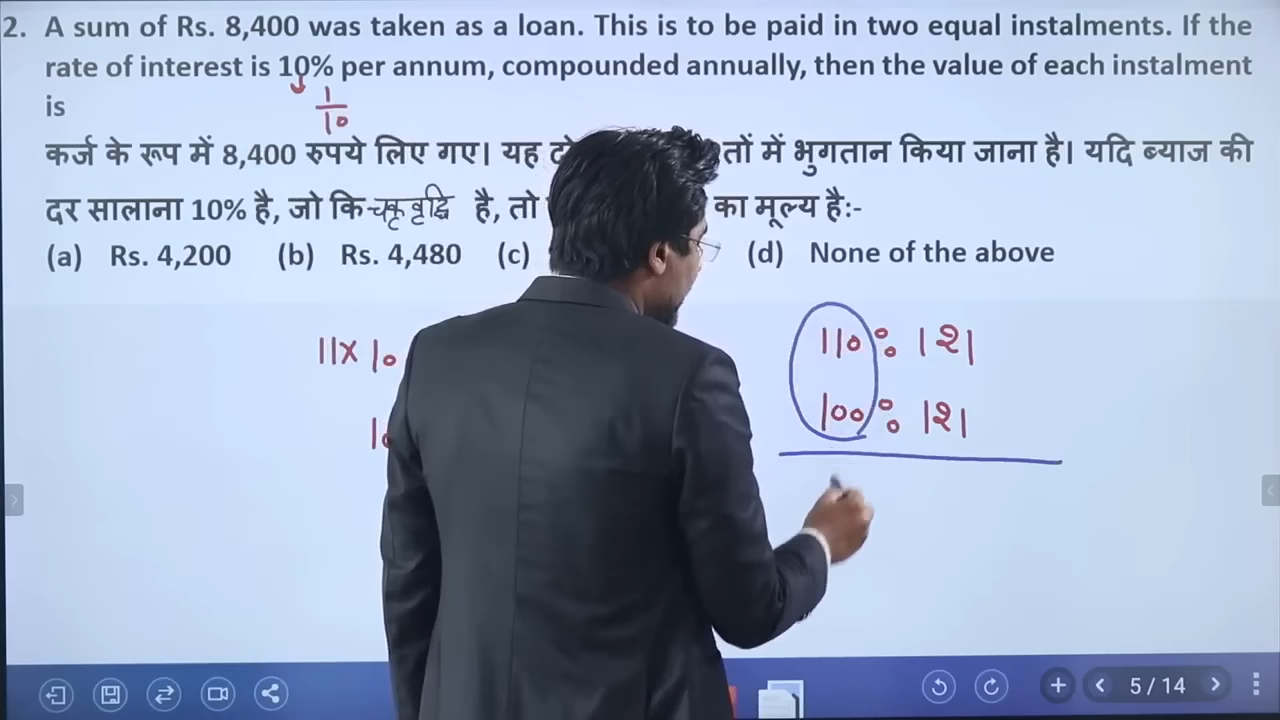 2. A sum of Rs. 8,400 was taken as a loan. This is to be paid in two equal instalments. If the
rate of interest is 10% per annum, compounded annually, then the value of each instalment
is
1/10
कर्ज के रूप में 8,400 रुपये लिए गए। यह तों में भुगतान किया जाना है। यदि ब्याज की
दर सालाना 10% है, जो कि चक्रवृद्धि है, तो का मूल्य है:-
(a) Rs. 4,200 (b) Rs. 4,480 (c) (d) None of the above
11x 10 110 : 121
100 : 121
5 / 14